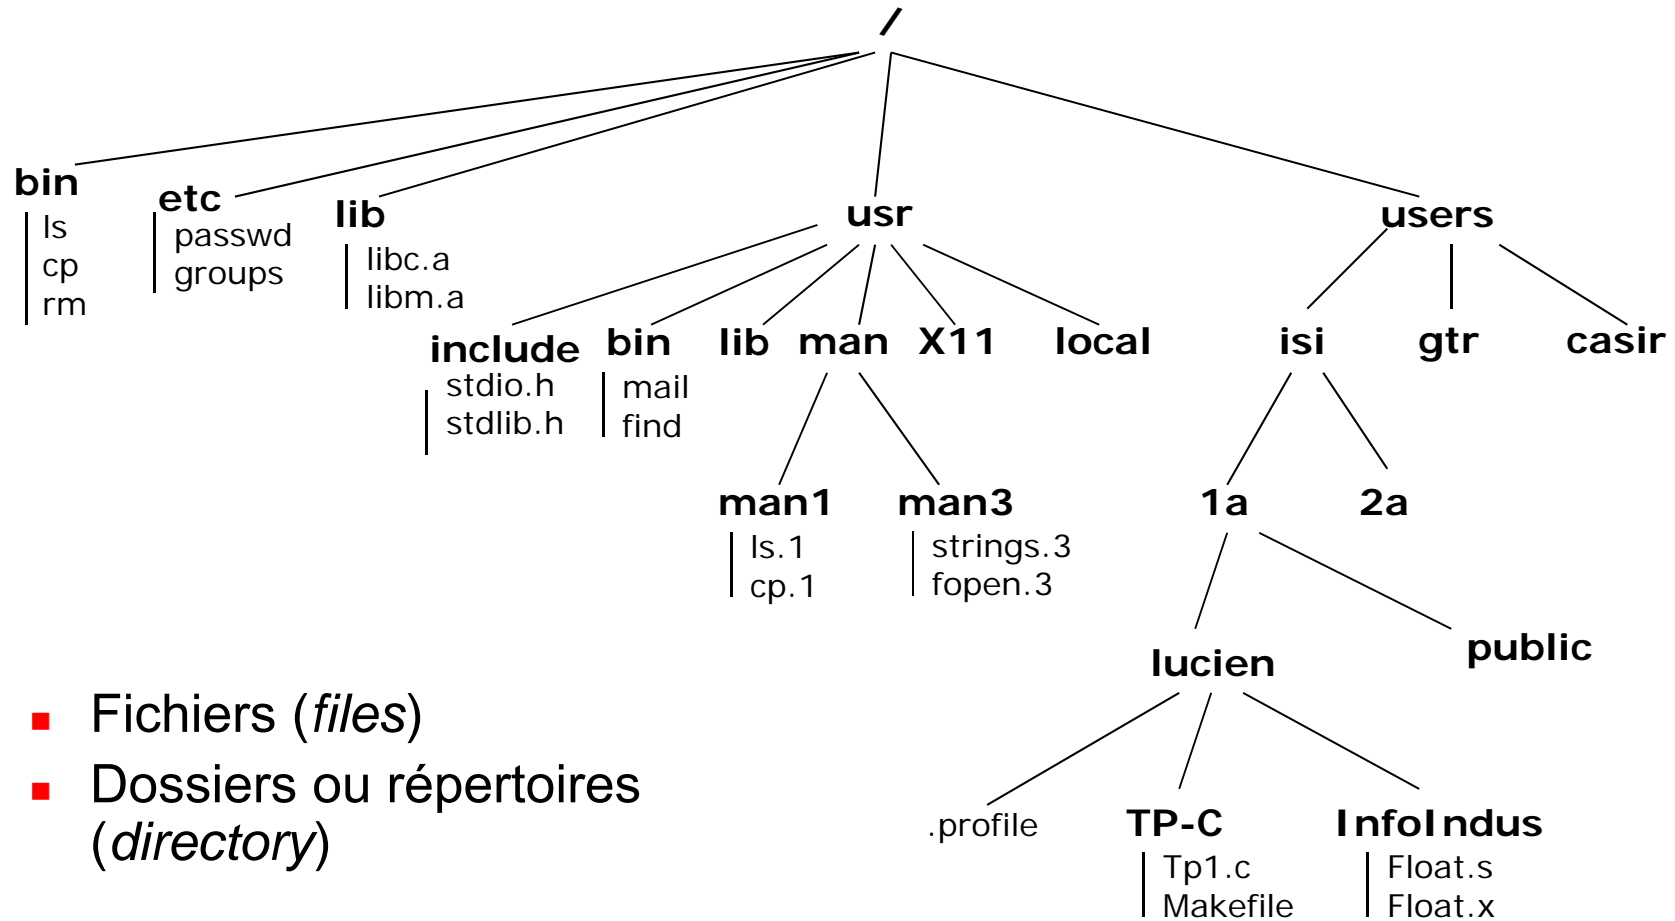 /
bin
ls
cp
rm
etc
passwd
groups
lib
libc.a
libm.a
usr
users
include
stdio.h
stdlib.h
bin
mail
find
lib
man
X11
local
isi
gtr
casir
man1
ls.1
cp.1
man3
strings.3
fopen.3
1a
2a
lucien
public
.profile
TP-C
Tp1.c
Makefile
InfoIndus
Float.s
Float.x
Fichiers (files)
Dossiers ou répertoires
(directory)